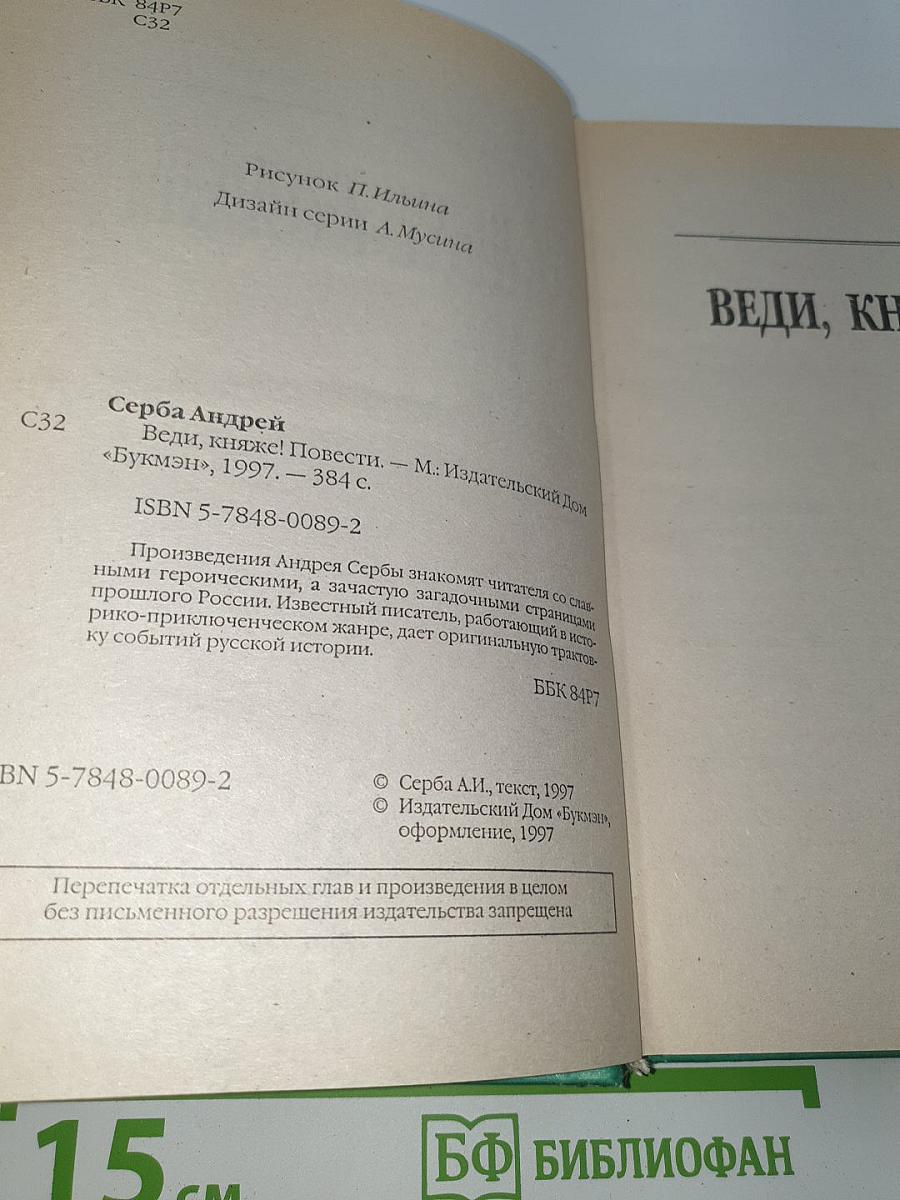 БК 84Р7
С32
Рисунок П.Ильина
Дизайн серии А.Мусина
С32
Серба Андрей
Веди, княже! Повести. — М.: Издательский Дом
«Букмэн», 1997. — 384 с.
ISBN 5-7848-0089-2
Произведения Андрея Сербы знакомят читателя со слав-
ными героическими, а зачастую загадочными страницами
прошлого России. Известный писатель, работающий в исто-
рико-приключенческом жанре, дает оригинальную трактов-
ку событий русской истории.
ББК 84Р7
BN 5-7848-0089-2
© Серба А.И., текст, 1997
© Издательский Дом «Букмэн»,
оформление, 1997
Перепечатка отдельных глав и произведения в целом
без письменного разрешения издательства запрещена
ВЕДИ, КН
15 см
БФ БИБЛИОФАН